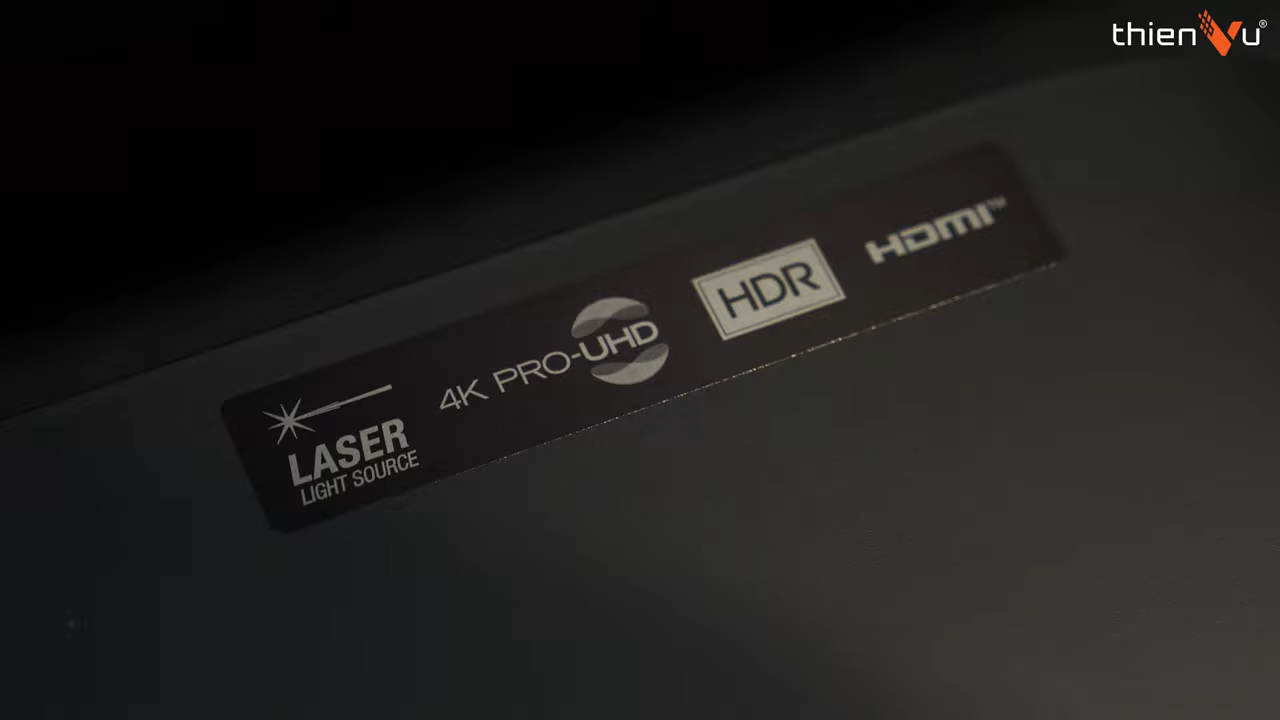 thienVu®
LASER
LIGHT SOURCE
4K PRO-UHD
HDR
HDMI™